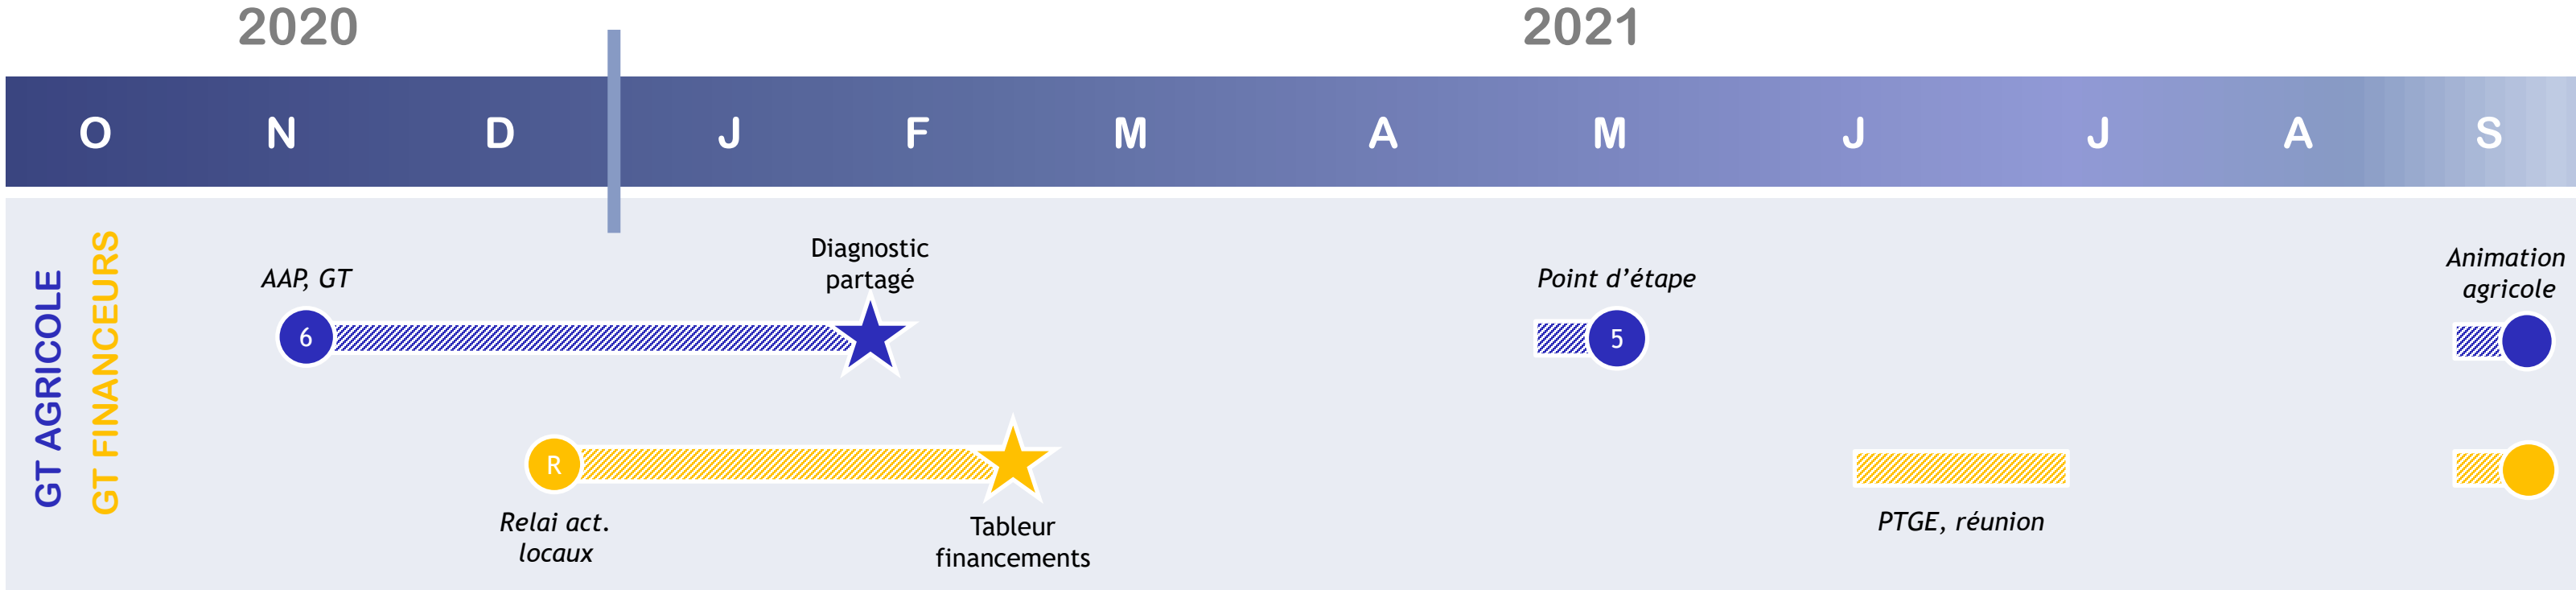 2020
2021
O N D J F M A M J J A S
GT AGRICOLE
GT FINANCEURS
AAP, GT
Diagnostic
partagé
Point d’étape
Animation
agricole
6
5
R
Relai act.
locaux
Tableur
financements
PTGE, réunion